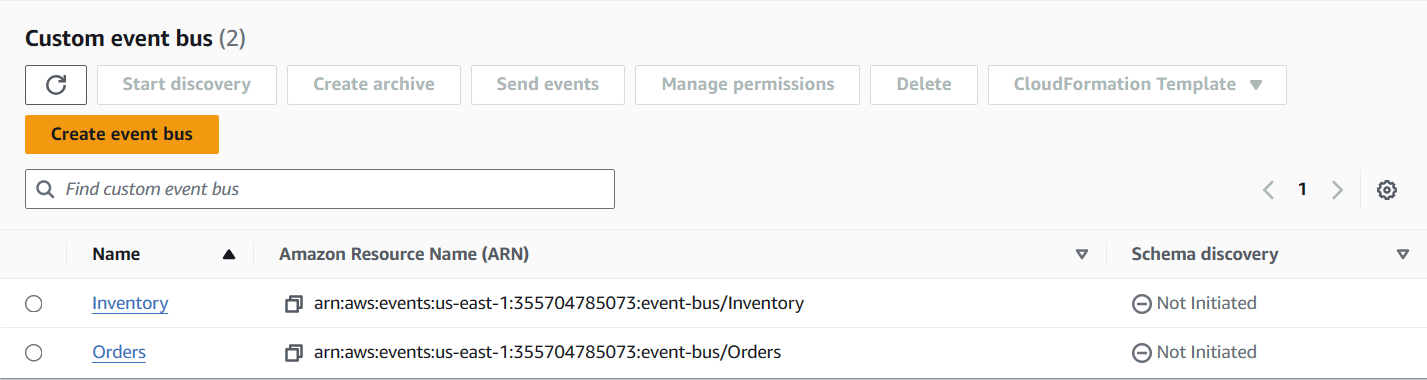 Custom event bus (2)
Start discovery Create archive Send events Manage permissions Delete CloudFormation Template
Create event bus
Find custom event bus 1
Name Amazon Resource Name (ARN) Schema discovery
Inventory arn:aws:events:us-east-1:355704785073:event-bus/Inventory Not Initiated
Orders arn:aws:events:us-east-1:355704785073:event-bus/Orders Not Initiated